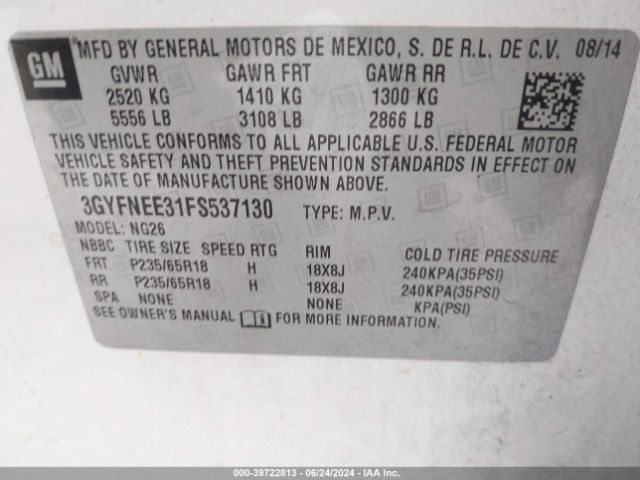 GM
MFD BY GENERAL MOTORS DE MEXICO, S. DE R.L. DE C.V. 08/14
GVWR GAWR FRT GAWR RR
2520 KG 1410 KG 1300 KG
5556 LB 3108 LB 2866 LB
THIS VEHICLE CONFORMS TO ALL APPLICABLE U.S. FEDERAL MOTOR
VEHICLE SAFETY AND THEFT PREVENTION STANDARDS IN EFFECT ON
THE DATE OF MANUFACTURE SHOWN ABOVE.
3GYFNEE31FS537130 TYPE: M.P.V.
MODEL: NG26
NBBC TIRE SIZE SPEED RTG RIM COLD TIRE PRESSURE
FRT P235/65R18 H 18X8J 240KPA(35PSI)
RR P235/65R18 H 18X8J 240KPA(35PSI)
SPA NONE NONE KPA(PSI)
SEE OWNER'S MANUAL FOR MORE INFORMATION.
000-39722813 - 06/24/2024 - IAA Inc.